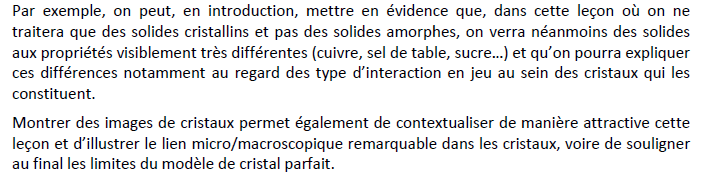 Par exemple, on peut, en introduction, mettre en évidence que, dans cette leçon où on ne
traitera que des solides cristallins et pas des solides amorphes, on verra néanmoins des solides
aux propriétés visiblement très différentes (cuivre, sel de table, sucre…) et qu’on pourra expliquer
ces différences notamment au regard des type d’interaction en jeu au sein des cristaux qui les
constituent.
Montrer des images de cristaux permet également de contextualiser de manière attractive cette
leçon et d’illustrer le lien micro/macroscopique remarquable dans les cristaux, voire de souligner
au final les limites du modèle de cristal parfait.